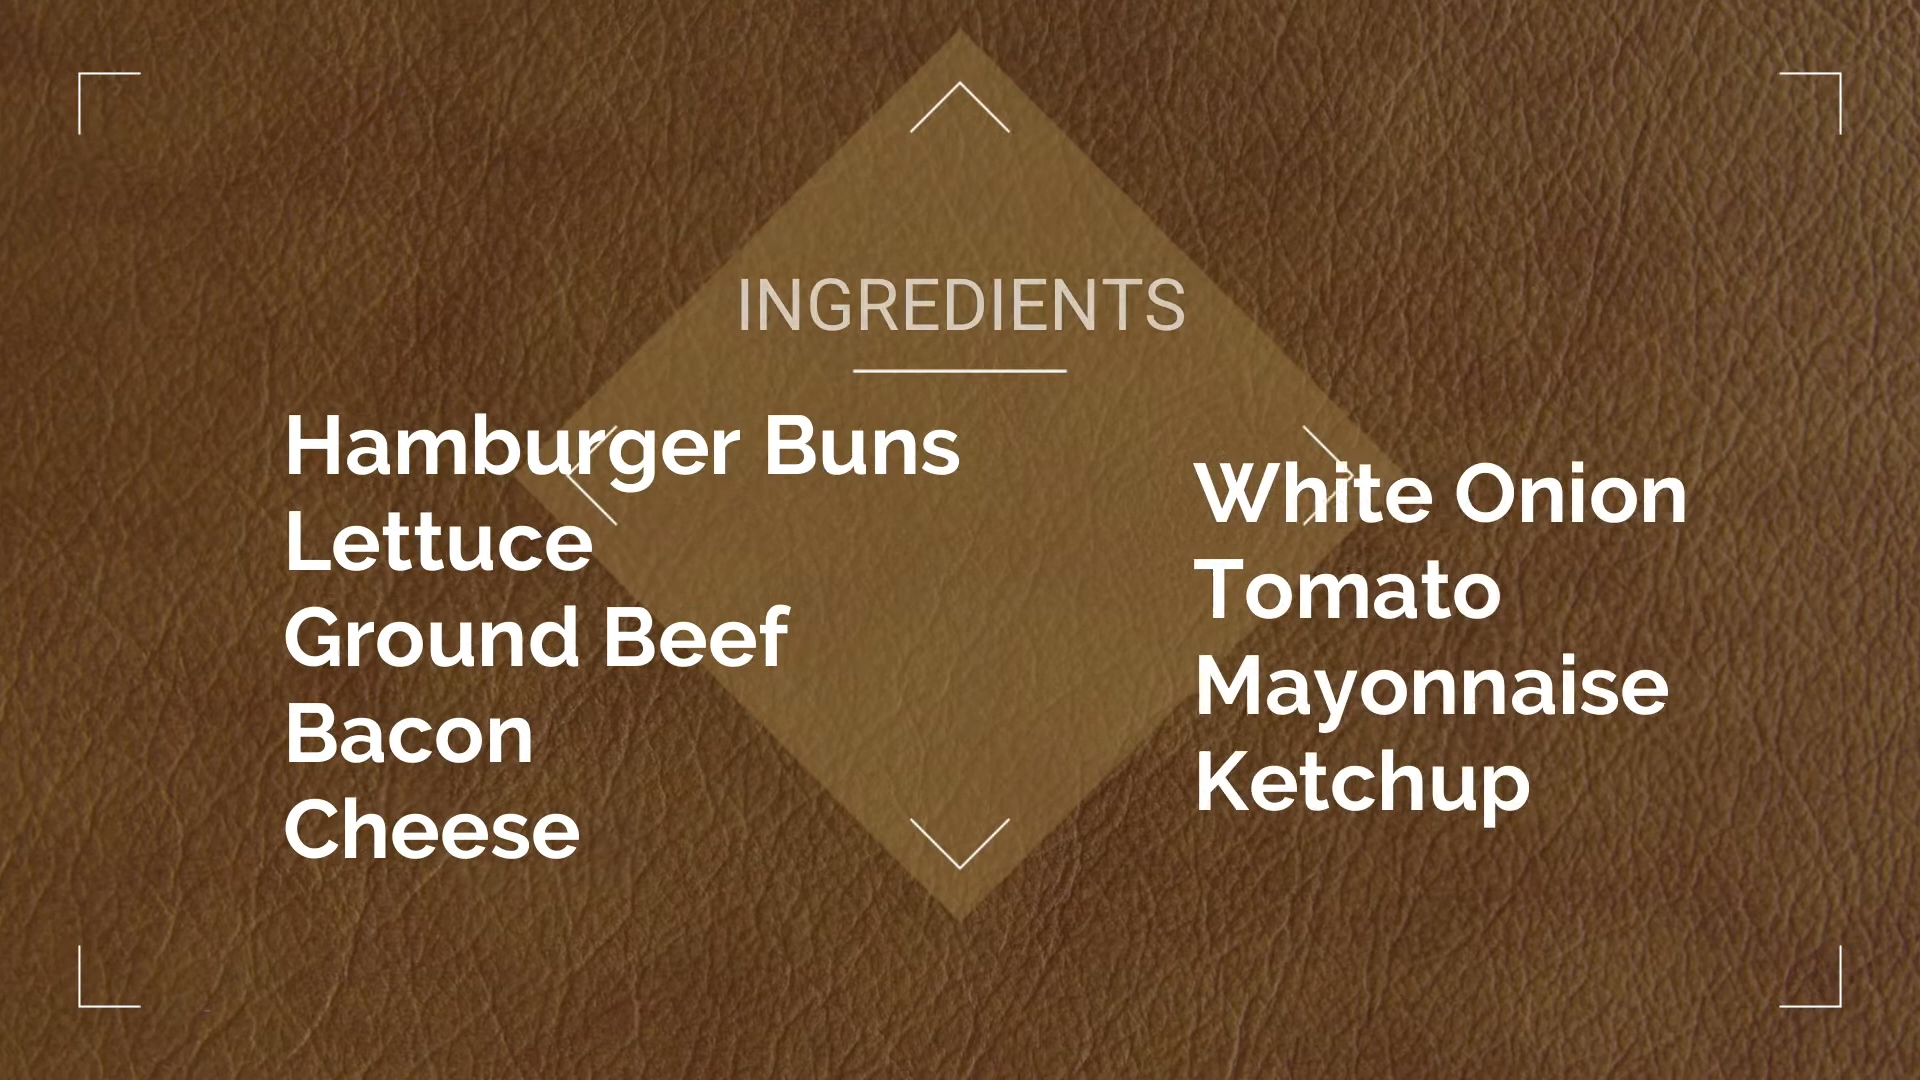 INGREDIENTS
Hamburger Buns
Lettuce
Ground Beef
Bacon
Cheese
White Onion
Tomato
Mayonnaise
Ketchup